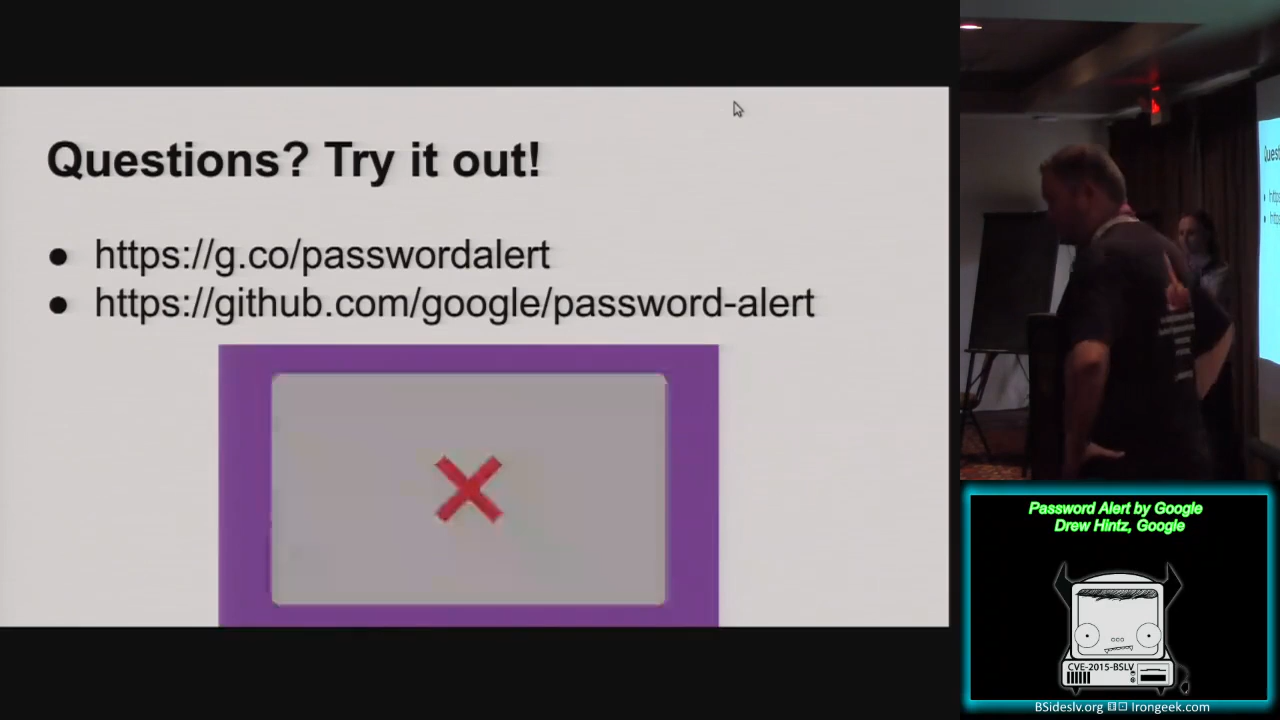 Questions? Try it out!
● https://g.co/passwordalert
● https://github.com/google/password-alert
Password Alert by Google
Drew Hintz, Google
CVE-2015-BSLV
BSideslv.org Irongeek.com